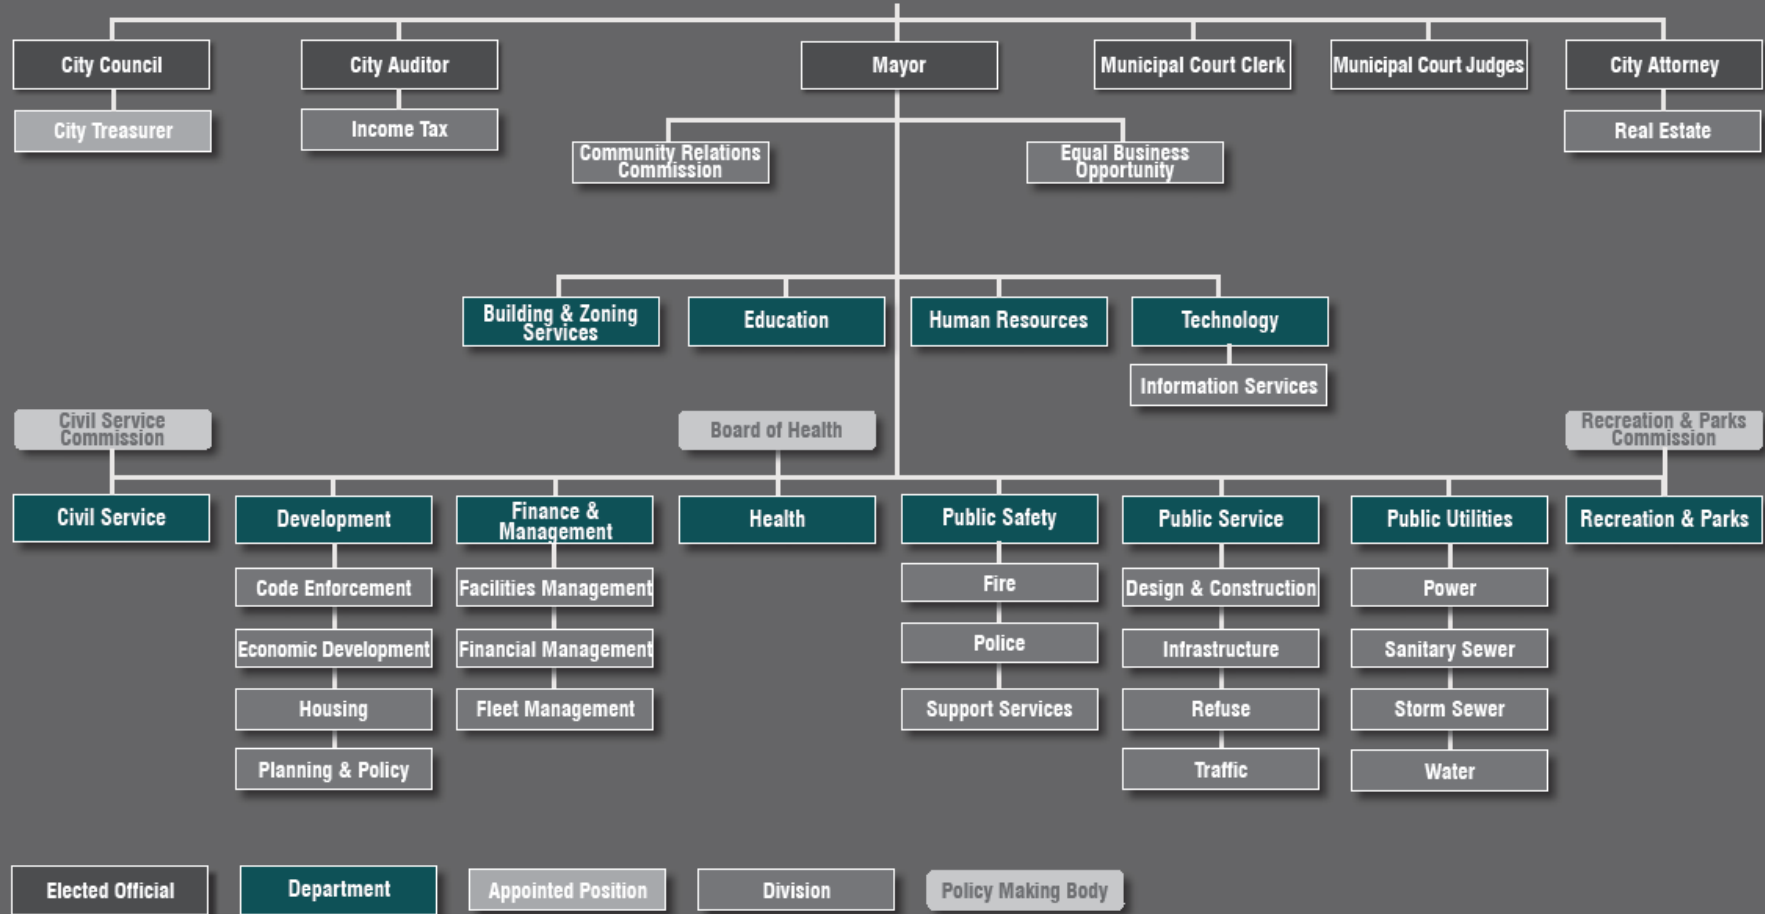 City Council
City Auditor
Mayor
Municipal Court Clerk
Municipal Court Judges
City Attorney
City Treasurer
Income Tax
Real Estate
Community Relations
Commission
Equal Business
Opportunity
Building & Zoning
Services
Education
Human Resources
Technology
Information Services
Civil Service
Commission
Board of Health
Recreation & Parks
Commission
Civil Service
Development
Finance &
Management
Health
Public Safety
Public Service
Public Utilities
Recreation & Parks
Code Enforcement
Economic Development
Housing
Planning & Policy
Facilities Management
Financial Management
Fleet Management
Fire
Police
Support Services
Design & Construction
Infrastructure
Refuse
Traffic
Power
Sanitary Sewer
Storm Sewer
Water
Elected Official
Department
Appointed Position
Division
Policy Making Body